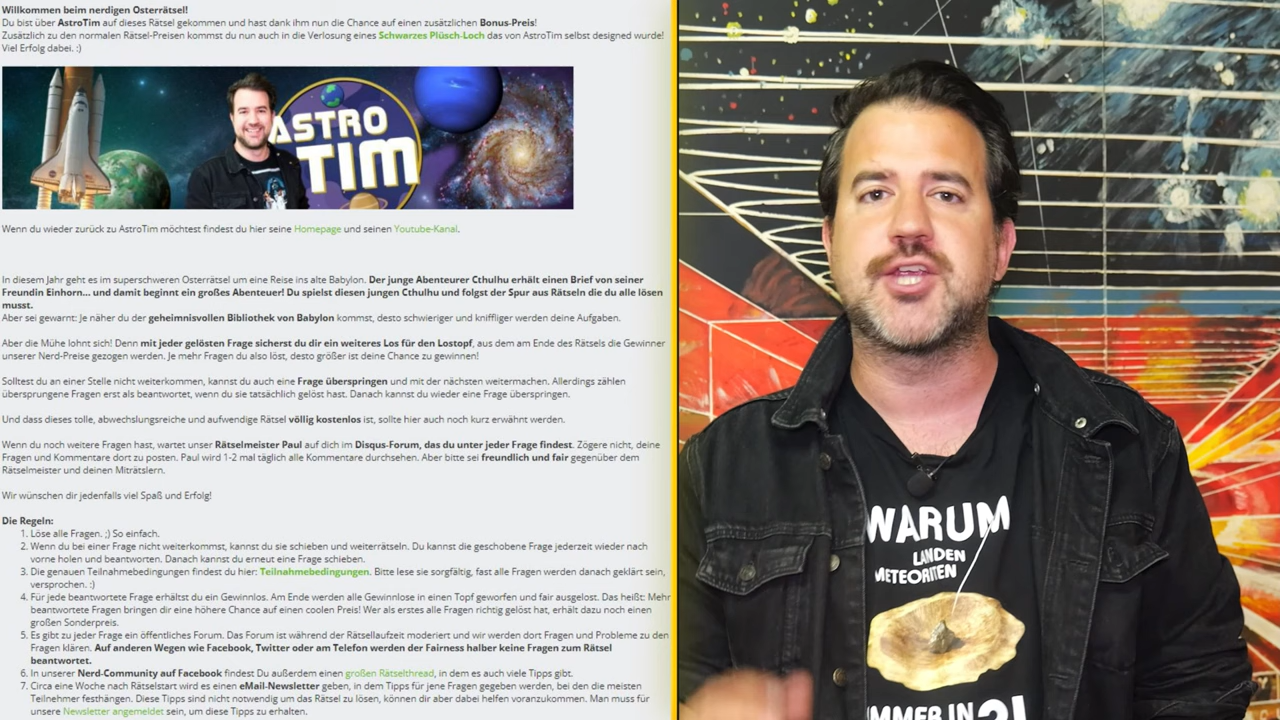 Willkommen beim nerdigen Osterrätsel!
Du bist über AstroTim auf dieses Rätsel gekommen und hast dank ihm nun die Chance auf einen zusätzlichen Bonus-Preis!
Zusätzlich zu den normalen Rätsel-Preisen kommst du nun auch in die Verlosung eines Schwarzes Plüsch-Loch das von AstroTim selbst designed wurde!
Viel Erfolg dabei. :)
ASTRO
TIM
Wenn du wieder zurück zu AstroTim möchtest findest du hier seine Homepage und seinen Youtube-Kanal.
In diesem Jahr geht es im superschweren Osterrätsel um eine Reise ins alte Babylon. Der junge Abenteurer Cthulhu erhält einen Brief von seiner
Freundin Einhorn... und damit beginnt ein großes Abenteuer! Du spielst diesen jungen Cthulhu und folgst der Spur aus Rätseln die du alle lösen
musst.
Aber sei gewarnt: Je näher du der geheimnisvollen Bibliothek von Babylon kommst, desto schwieriger und kniffliger werden deine Aufgaben.
Aber die Mühe lohnt sich! Denn mit jeder gelösten Frage sicherst du dir ein weiteres Los für den Lostopf, aus dem am Ende des Rätsels die Gewinner
unserer Nerd-Preise gezogen werden. Je mehr Fragen du also löst, desto größer ist deine Chance zu gewinnen!
Solltest du an einer Stelle nicht weiterkommen, kannst du auch eine Frage überspringen und mit der nächsten weitermachen. Allerdings zählen
übersprungene Fragen erst als beantwortet, wenn du sie tatsächlich gelöst hast. Danach kannst du wieder eine Frage überspringen.
Und dass dieses tolle, abwechslungsreiche und aufwendige Rätsel völlig kostenlos ist, sollte hier auch noch kurz erwähnt werden.
Wenn du noch weitere Fragen hast, wartet unser Rätselmeister Paul auf dich im Disqus-Forum, das du unter jeder Frage findest. Zögere nicht, deine
Fragen und Kommentare dort zu posten. Paul wird 1-2 mal täglich alle Kommentare durchsehen. Aber bitte sei freundlich und fair gegenüber dem
Rätselmeister und deinen Miträtslern.
Wir wünschen dir jedenfalls viel Spaß und Erfolg!
Die Regeln:
1. Löse alle Fragen. ;) So einfach.
2. Wenn du bei einer Frage nicht weiterkommst, kannst du sie schieben und weiterrätseln. Du kannst die geschobene Frage jederzeit wieder nach
vorne holen und beantworten. Danach kannst du erneut eine Frage schieben.
3. Die genauen Teilnahmebedingungen findest du hier: Teilnahmebedingungen. Bitte lese sie sorgfältig, fast alle Fragen werden danach geklärt sein,
versprochen. :)
4. Für jede beantwortete Frage erhältst du ein Gewinnlos. Am Ende werden alle Gewinnlose in einen Topf geworfen und fair ausgelost. Das heißt: Mehr
beantwortete Fragen bringen dir eine höhere Chance auf einen coolen Preis! Wer als erstes alle Fragen richtig gelöst hat, erhält dazu noch einen
großen Sonderpreis.
5. Es gibt zu jeder Frage ein öffentliches Forum. Das Forum ist während der Rätsellaufzeit moderiert und wir werden dort Fragen und Probleme zu den
Fragen klären. Auf anderen Wegen wie Facebook, Twitter oder am Telefon werden der Fairness halber keine Fragen zum Rätsel
beantwortet.
6. In unserer Nerd-Community auf Facebook findest Du außerdem einen großen Rätselthread, in dem es auch viele Tipps gibt.
7. Circa eine Woche nach Rätselstart wird es einen eMail-Newsletter geben, in dem Tipps für jene Fragen gegeben werden, bei den die meisten
Teilnehmer festhängen. Diese Tipps sind nicht notwendig um das Rätsel zu lösen, können dir aber dabei helfen voranzukommen. Man muss für
unsere Newsletter angemeldet sein, um diese Tipps zu erhalten.
WARUM
LANDEN
METEORITEN
IMMER IN ?!